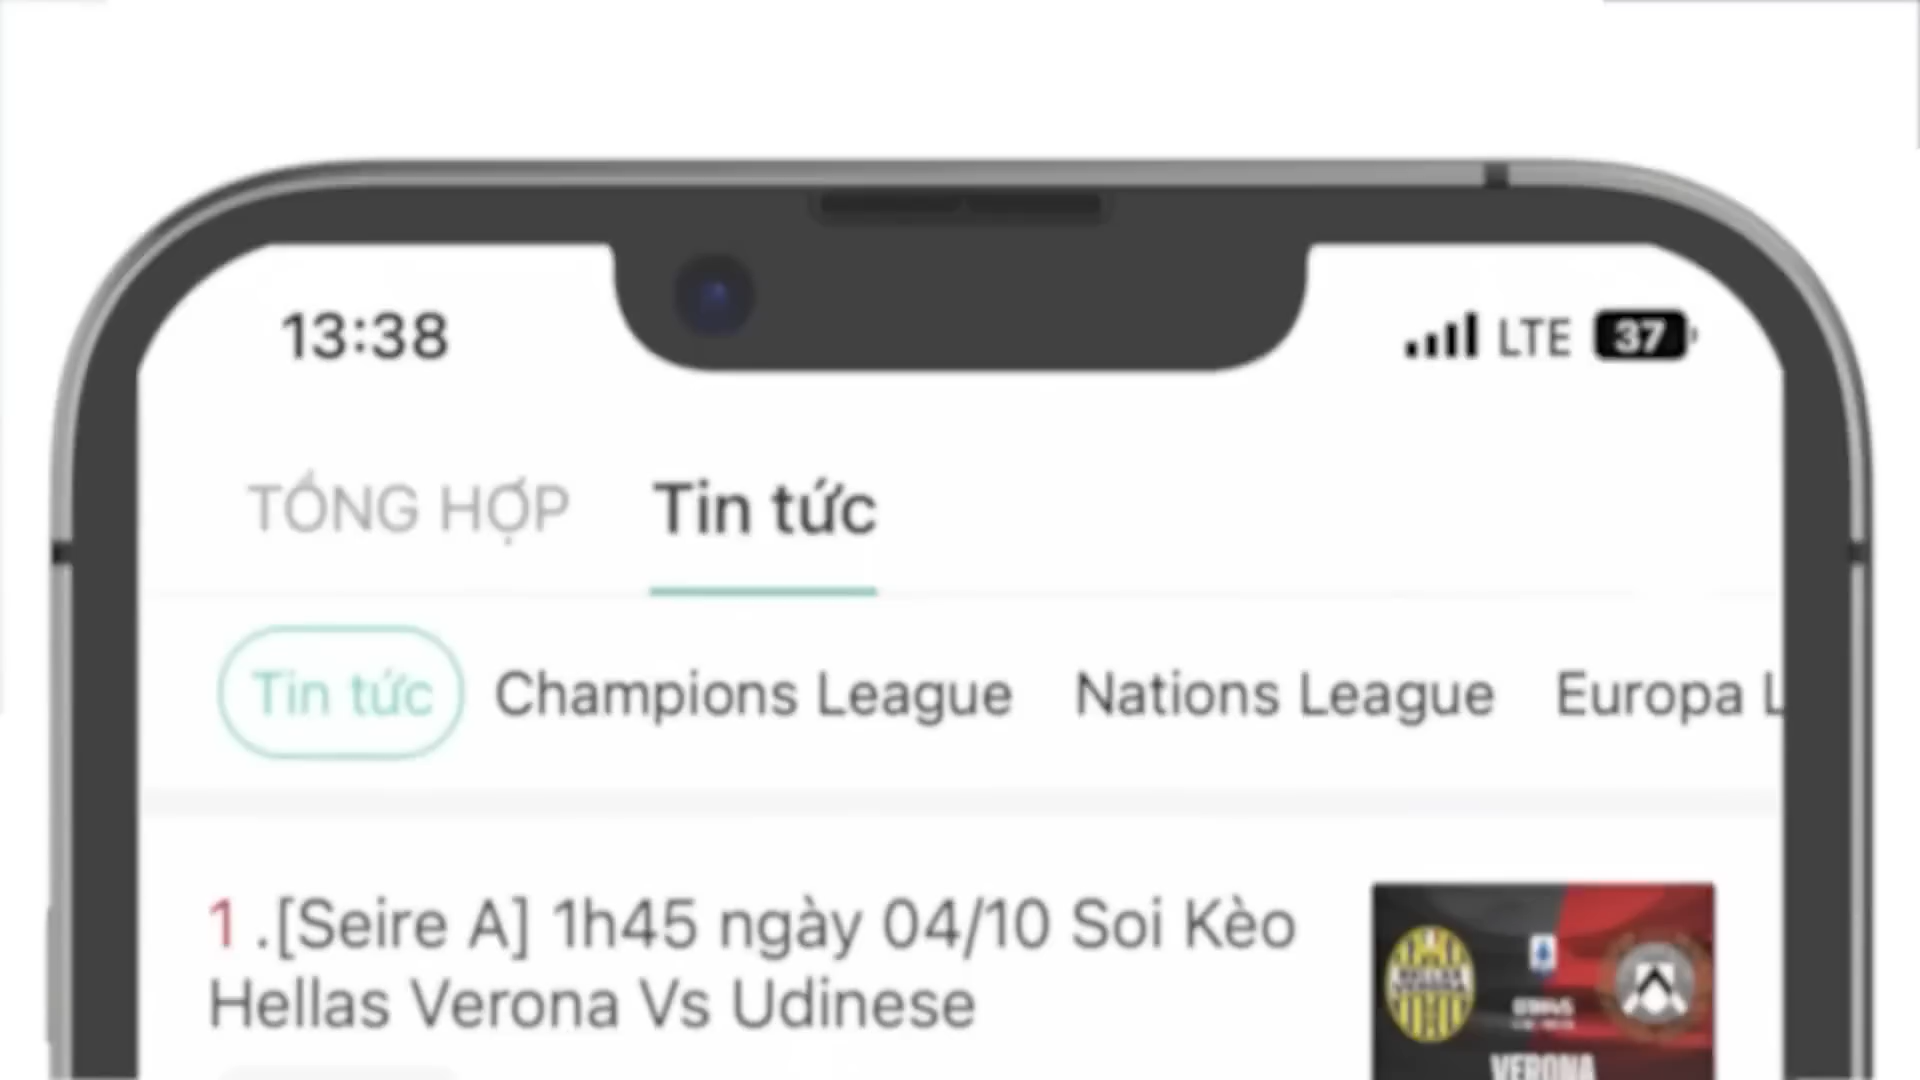 13:38
LTE 37
TỔNG HỢP Tin tức
Tin tức Champions League Nations League Europa L
1 .[Seire A] 1h45 ngày 04/10 Soi Kèo
Hellas Verona Vs Udinese
VERONA